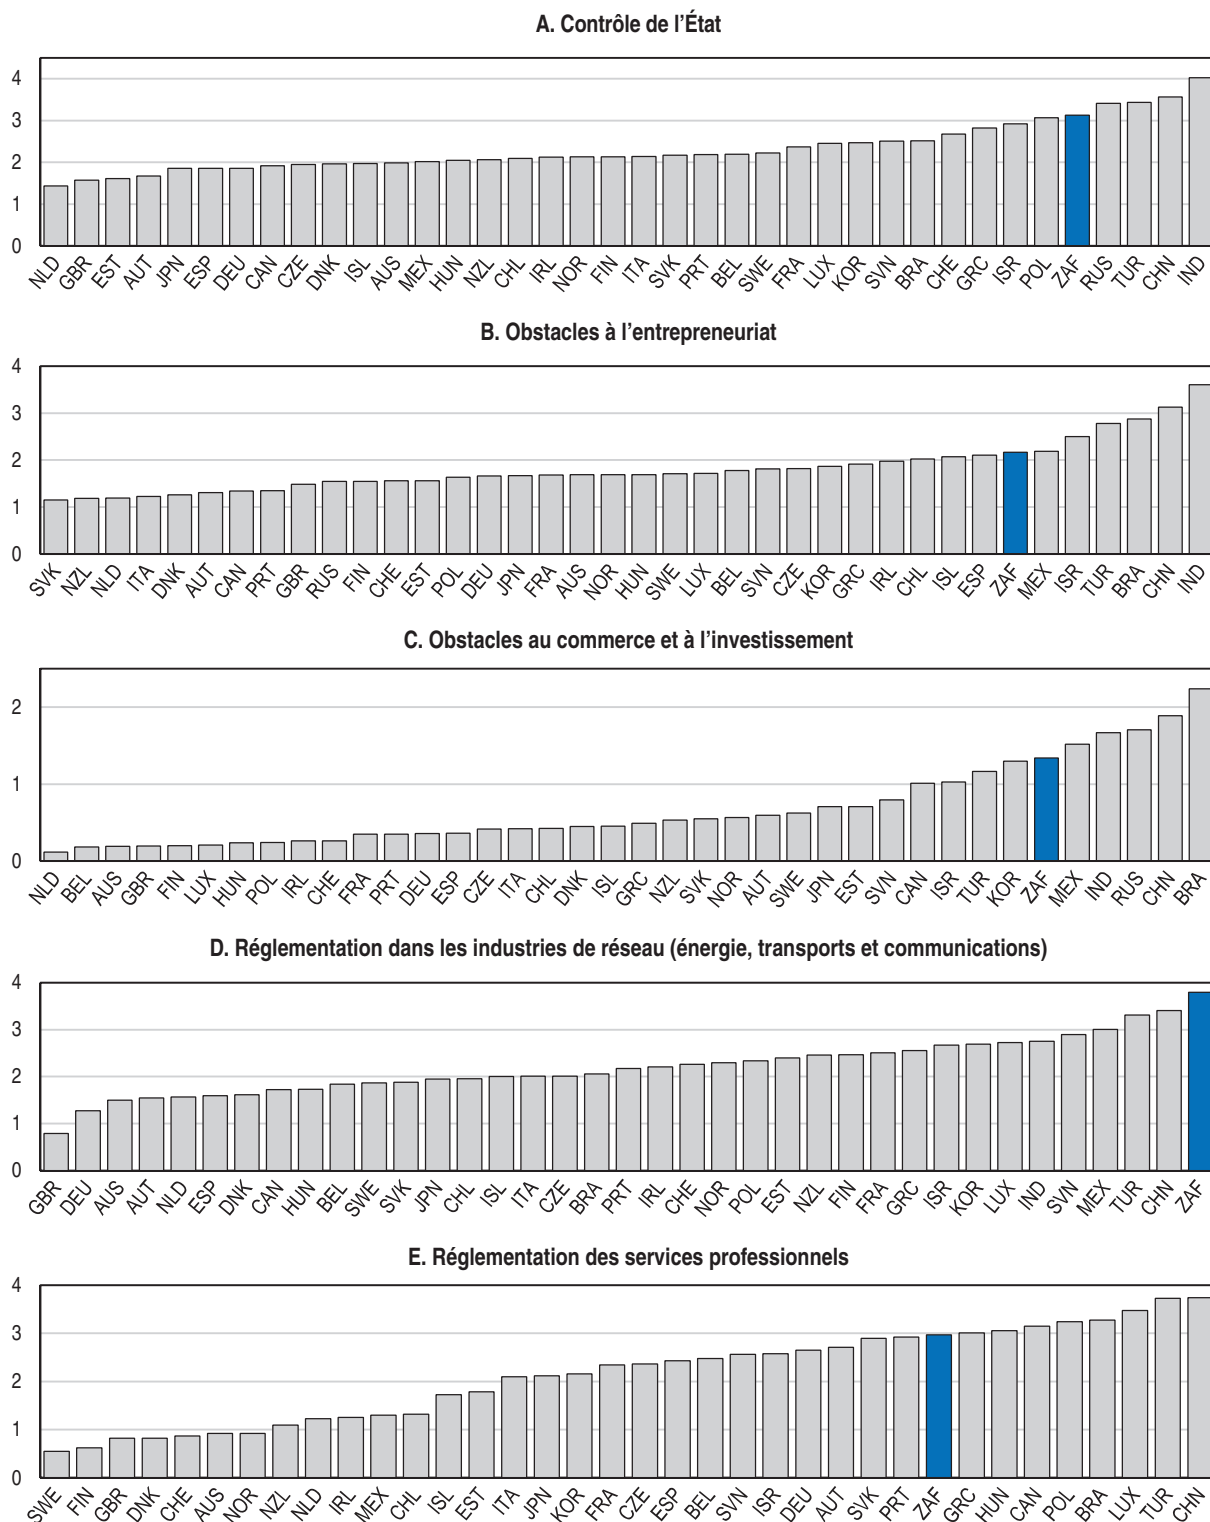 A. Contrôle de l’État
4
3
2
1
0
NLD GBR EST AUT JPN ESP DEU CAN CZE DNK ISL AUS MEX HUN NZL CHL IRL NOR FIN ITA SVK PRT BEL SWE FRA LUX KOR SVN BRA CHE GRC ISR POL ZAF RUS TUR CHN IND
B. Obstacles à l’entrepreneuriat
4
3
2
1
0
SVK NZL NLD ITA DNK AUT CAN PRT GBR RUS FIN CHE EST POL DEU JPN FRA AUS NOR HUN SWE LUX BEL SVN CZE KOR GRC IRL CHL ISL ESP ZAF MEX ISR TUR BRA CHN IND
C. Obstacles au commerce et à l’investissement
2
1
0
NLD BEL AUS GBR FIN LUX HUN POL IRL CHE FRA PRT DEU ESP CZE ITA CHL DNK ISL GRC NZL SVK NOR AUT SWE JPN EST SVN CAN ISR TUR KOR ZAF MEX IND RUS CHN BRA
D. Réglementation dans les industries de réseau (énergie, transports et communications)
4
3
2
1
0
GBR DEU AUS AUT NLD ESP DNK CAN HUN BEL SWE SVK JPN CHL ISL ITA CZE BRA PRT IRL CHE NOR POL EST NZL FIN FRA GRC ISR KOR LUX IND SVN MEX TUR CHN ZAF
E. Réglementation des services professionnels
4
3
2
1
0
SWE FIN GBR DNK CHE AUS NOR NZL NLD IRL MEX CHL ISL EST ITA JPN KOR FRA CZE ESP BEL SVN ISR DEU AUT SVK PRT ZAF GRC HUN CAN POL BRA LUX TUR CHN